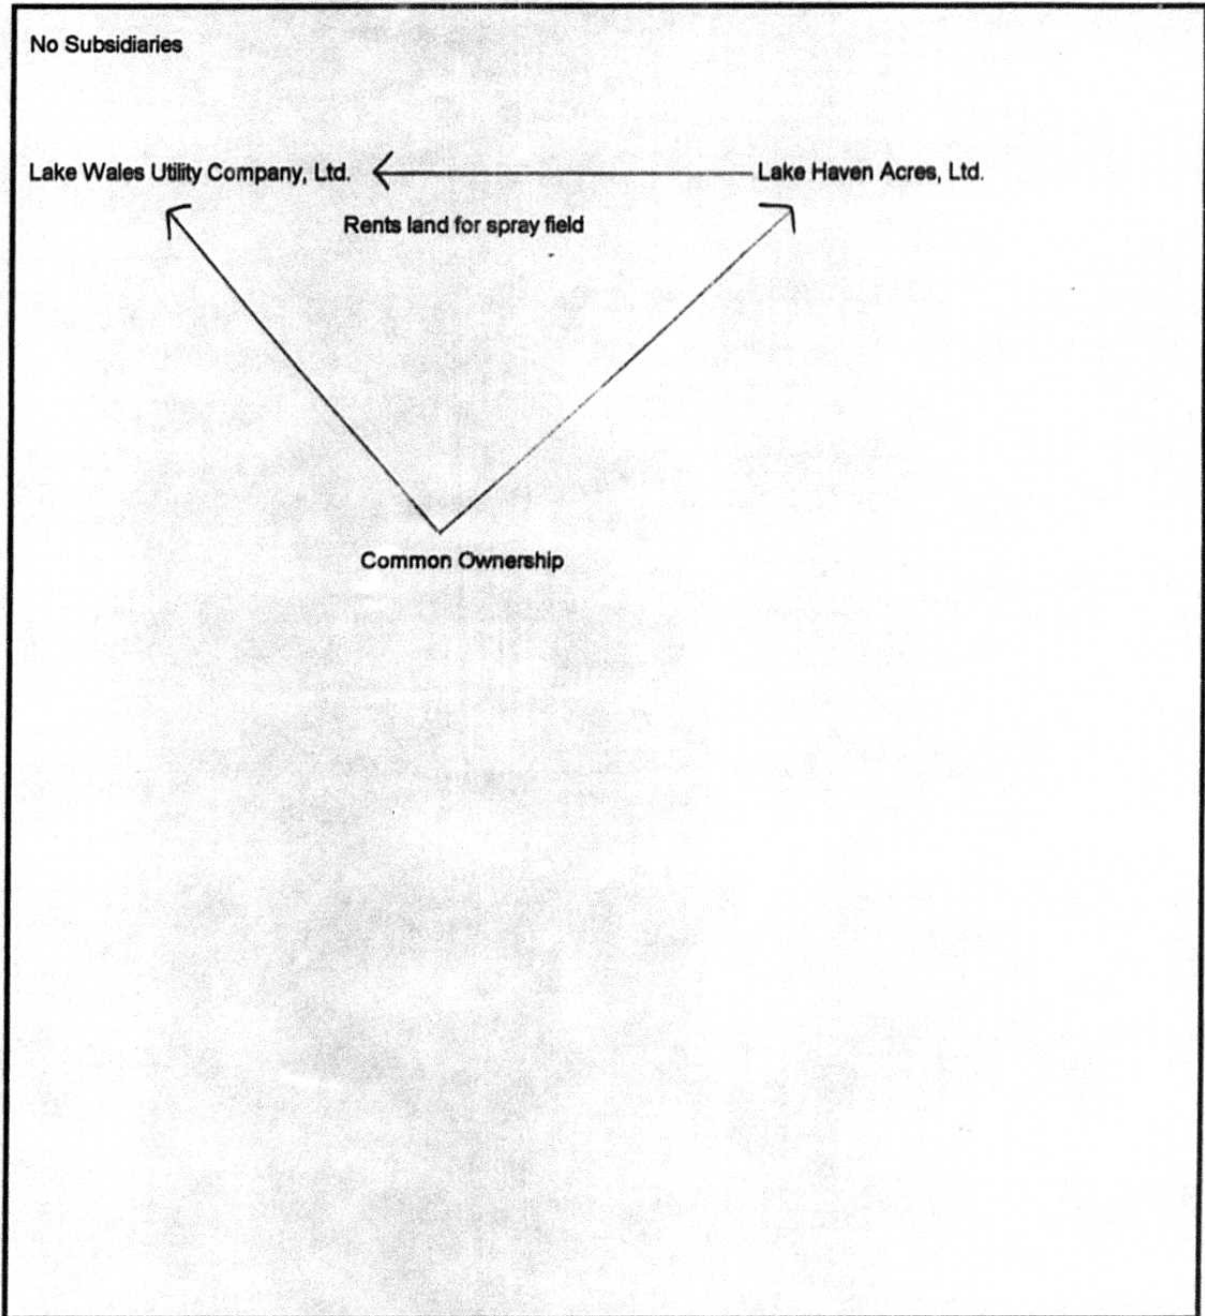 No Subsidiaries
Lake Wales Utility Company, Ltd.
Lake Haven Acres, Ltd.
Rents land for spray field
Common Ownership